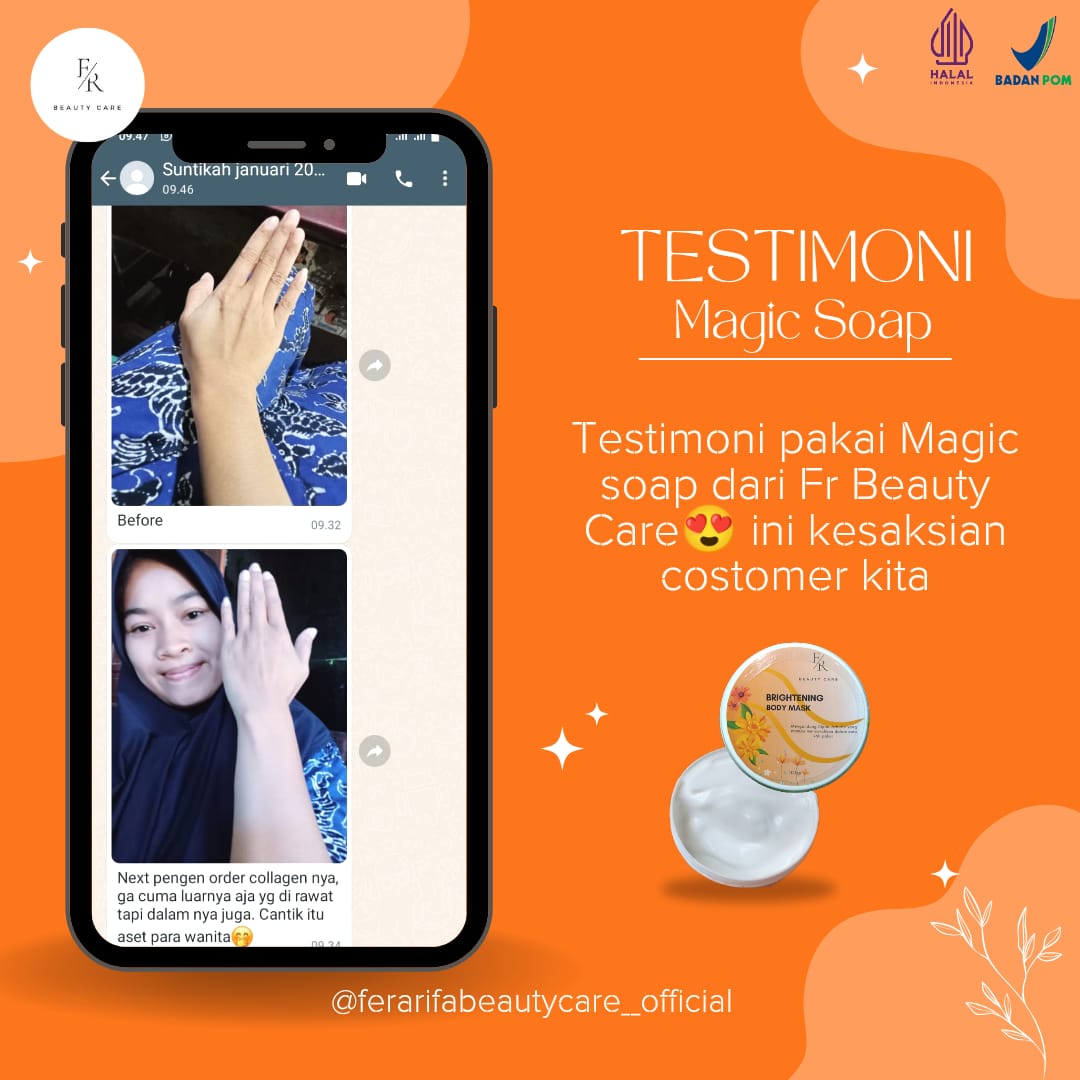 F/R
BEAUTY CARE
HALAL
INDONESIA
BADAN POM
09.47
Suntikah januari 20...
09.46
Before
09.32
Next pengen order collagen nya,
ga cuma luarnya aja yg di rawat
tapi dalam nya juga. Cantik itu
aset para wanita🤭
09.34
TESTIMONI
Magic Soap
Testimoni pakai Magic
soap dari Fr Beauty
Care😍 ini kesaksian
costomer kita
F/R
BEAUTY CARE
BRIGHTENING
BODY MASK
@ferarifabeautycare__official